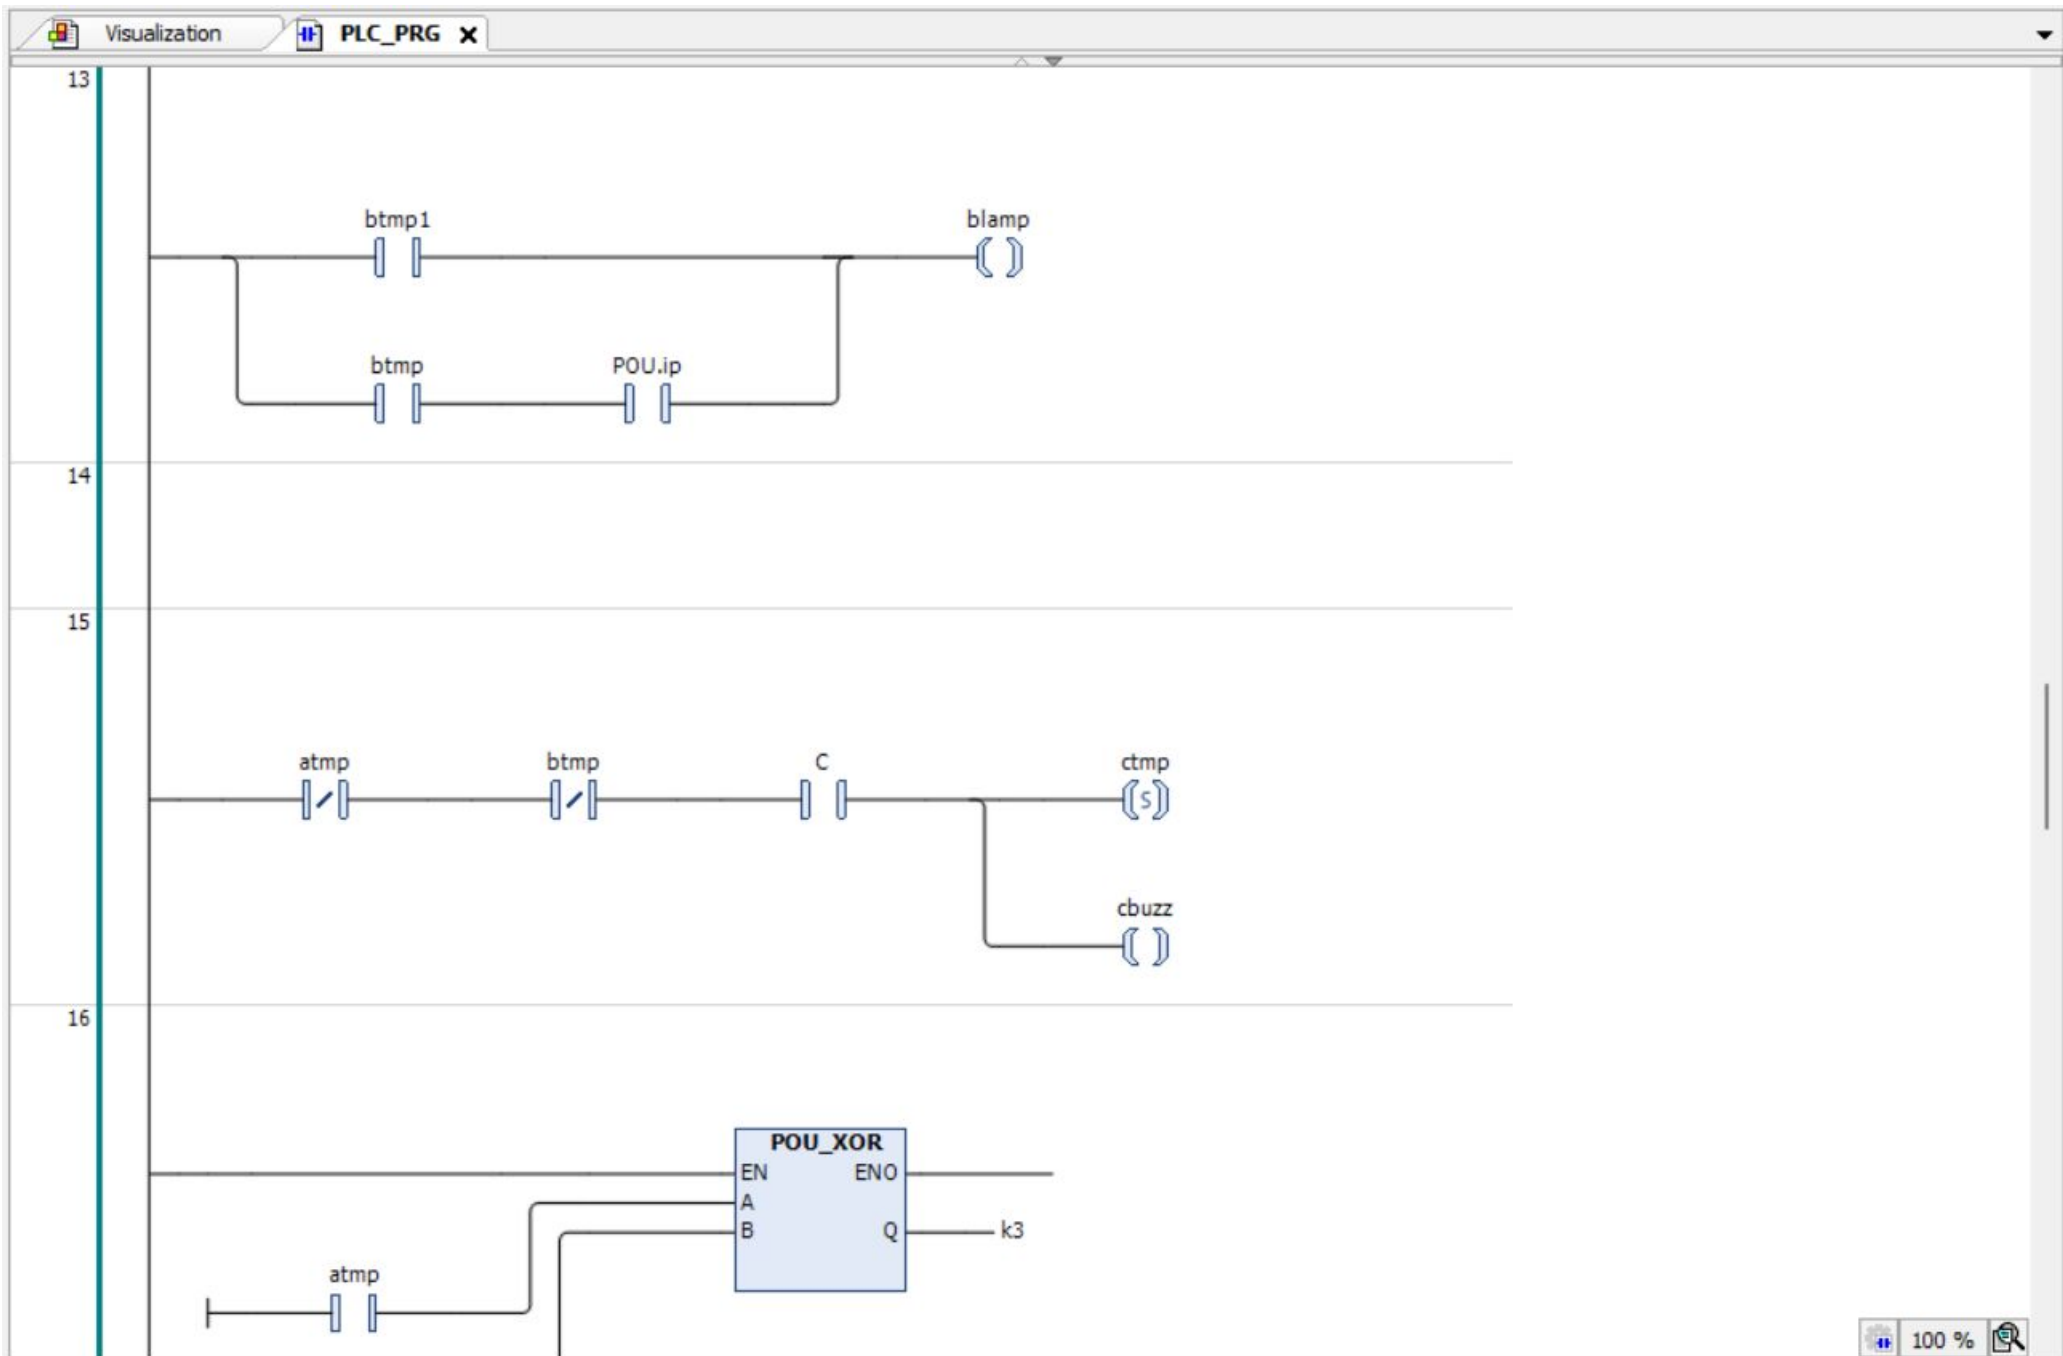 Visualization PLC_PRG
13
btmp1 blamp
btmp POU.ip
14
15
atmp btmp C ctmp
S
cbuzz
16
POU_XOR
EN ENO
A
B Q k3
atmp
100 %